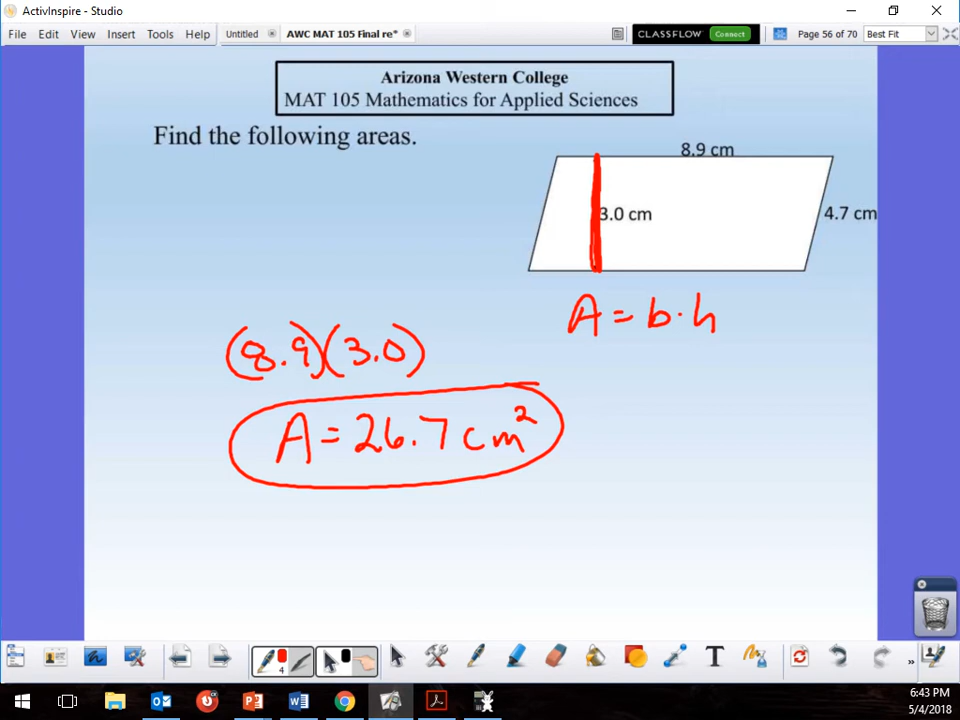 ActivInspire - Studio
File Edit View Insert Tools Help Untitled AWC MAT 105 Final re* CLASSFLOW Connect Page 56 of 70 Best Fit
Arizona Western College
MAT 105 Mathematics for Applied Sciences
Find the following areas.
8.9 cm
3.0 cm
4.7 cm
A = b·h
(8.9)(3.0)
A = 26.7 cm²
4
T
»
6:43 PM
5/4/2018